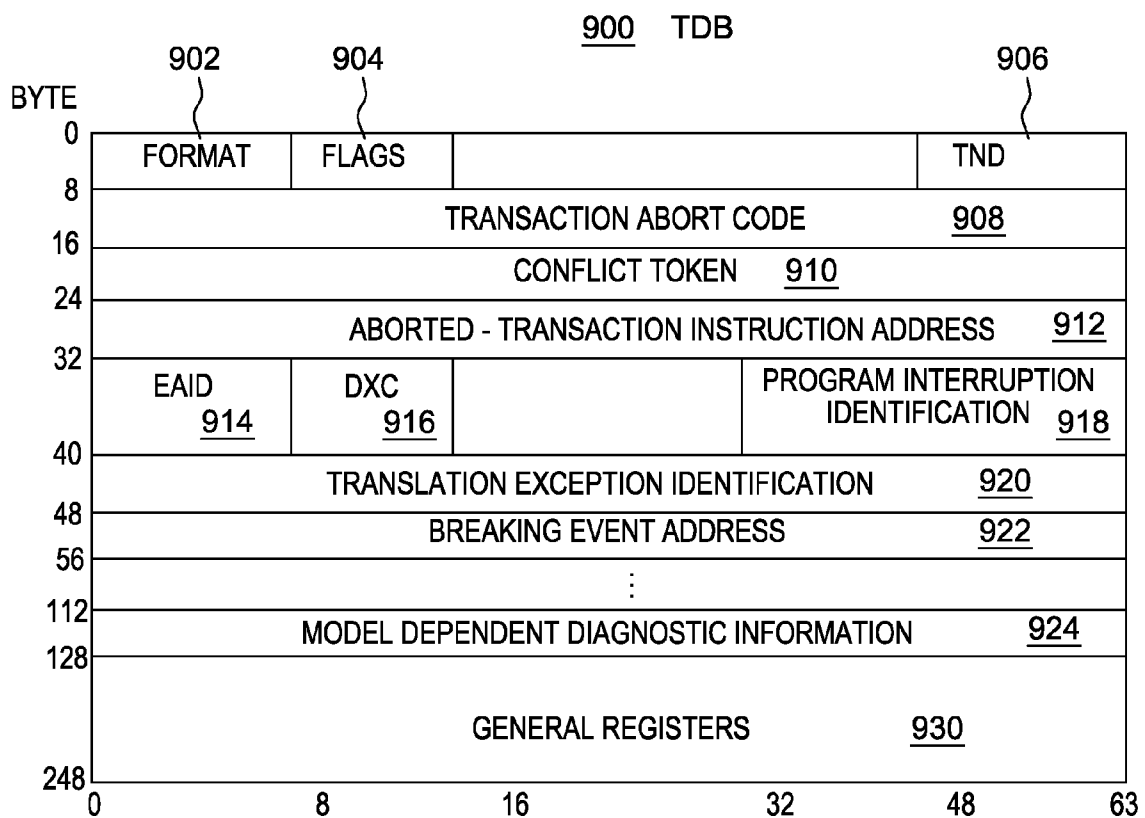 900 TDB
902 904 906
BYTE
0 FORMAT FLAGS TND
8
TRANSACTION ABORT CODE 908
16
CONFLICT TOKEN 910
24
ABORTED - TRANSACTION INSTRUCTION ADDRESS 912
32
EAID 914
DXC 916
PROGRAM INTERRUPTION
IDENTIFICATION 918
40
TRANSLATION EXCEPTION IDENTIFICATION 920
48
BREAKING EVENT ADDRESS 922
56
⋮
112
MODEL DEPENDENT DIAGNOSTIC INFORMATION 924
128
GENERAL REGISTERS 930
248
0 8 16 32 48 63